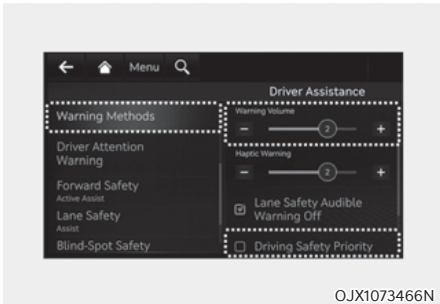 Menu
Driver Assistance
Warning Methods
Driver Attention
Warning
Forward Safety
Active Assist
Lane Safety
Assist
Blind-Spot Safety
Warning Volume
2
Haptic Warning
2
Lane Safety Audible
Warning Off
Driving Safety Priority
OJX1073466N